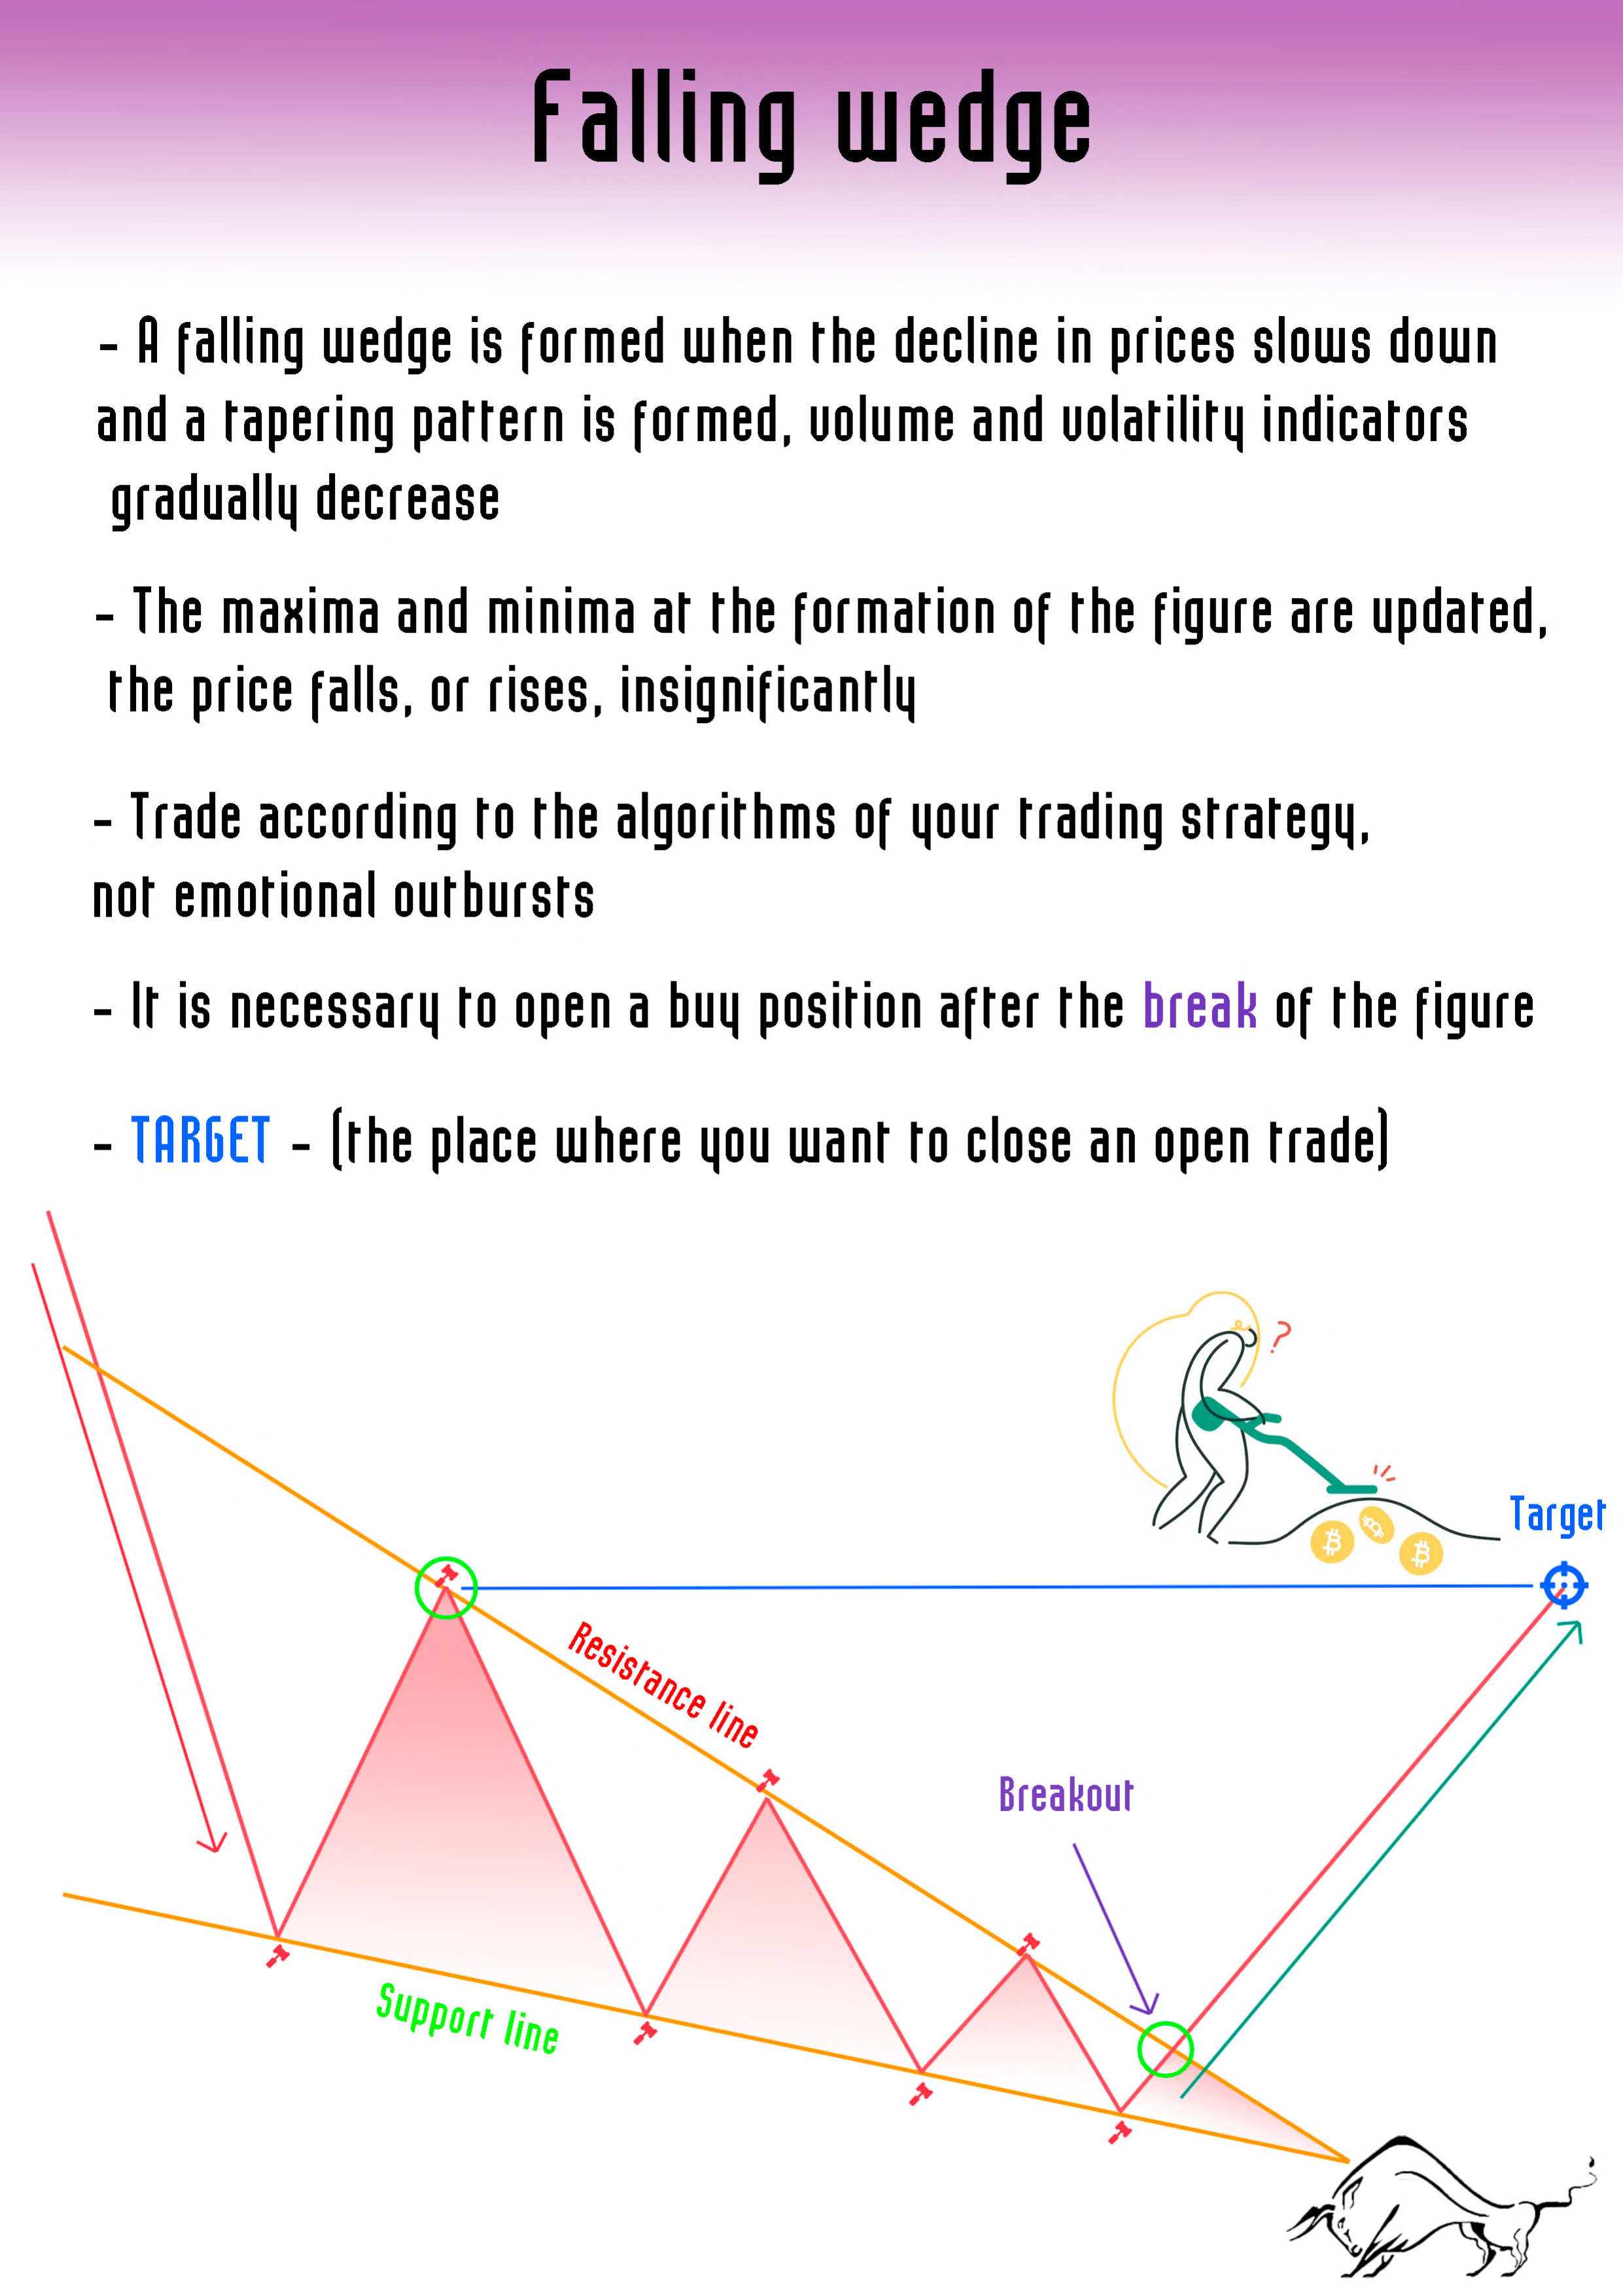 Falling wedge
- A falling wedge is formed when the decline in prices slows down
and a tapering pattern is formed, volume and volatility indicators
gradually decrease
- The maxima and minima at the formation of the figure are updated,
the price falls, or rises, insignificantly
- Trade according to the algorithms of your trading strategy,
not emotional outbursts
- It is necessary to open a buy position after the break of the figure
- TARGET - (the place where you want to close an open trade)
?
Target
Resistance line
Breakout
Support line